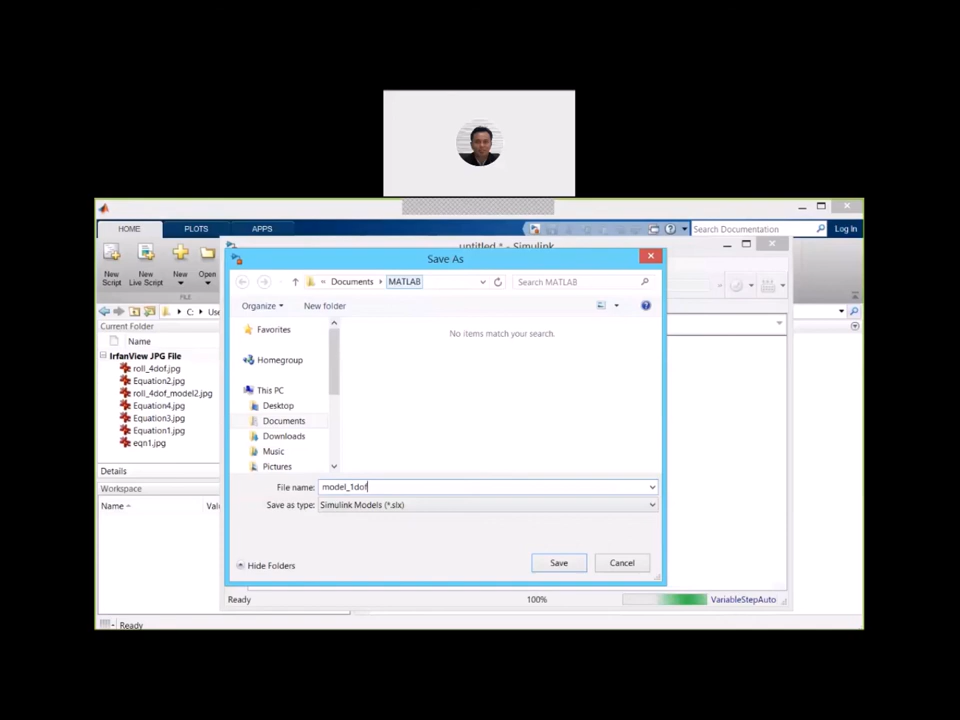 HOME PLOTS APPS
Search Documentation Log In
untitled * - Simulink
Save As
New Script
New Live Script
New
Open
FILE
« Documents MATLAB
Search MATLAB
C: Use
Organize New folder
Current Folder
Name
Favorites
No items match your search.
IrfanView JPG File
roll_4dof.jpg
Equation2.jpg
roll_4dof_model2.jpg
Equation4.jpg
Equation3.jpg
Equation1.jpg
eqn1.jpg
Homegroup
This PC
Desktop
Documents
Downloads
Music
Pictures
Details
Workspace
Name Val
File name: model_1dof
Save as type: Simulink Models (*.slx)
Hide Folders
Save Cancel
Ready 100% VariableStepAuto
Ready